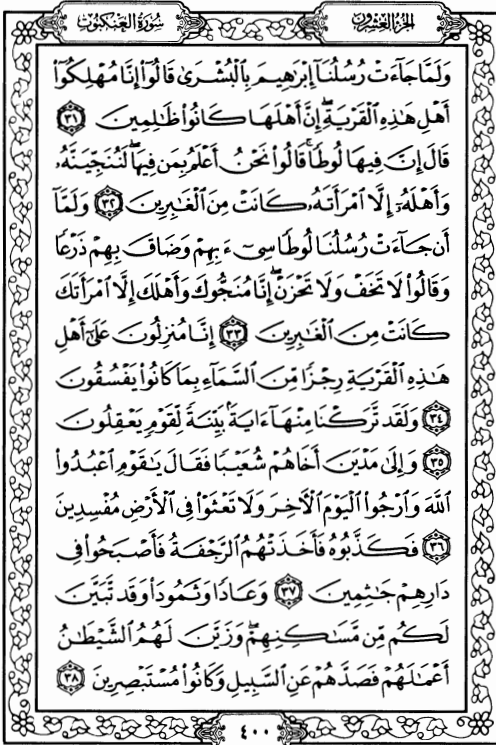 الجزء العشرون
سورة العنكبوت
وَلَمَّا جَآءَتْ رُسُلُنَآ إِبْرَٰهِيمَ بِٱلْبُشْرَىٰ قَالُوٓا۟ إِنَّا مُهْلِكُوٓا۟
أَهْلِ هَٰذِهِ ٱلْقَرْيَةِ ۖ إِنَّ أَهْلَهَا كَانُوا۟ ظَٰلِمِينَ ٣١
قَالَ إِنَّ فِيهَا لُوطًا ۚ قَالُوا۟ نَحْنُ أَعْلَمُ بِمَن فِيهَا ۖ لَنُنَجِّيَنَّهُۥ
وَأَهْلَهُۥٓ إِلَّا ٱمْرَأَتَهُۥ كَانَتْ مِنَ ٱلْغَٰبِرِينَ ٣٢ وَلَمَّآ
أَن جَآءَتْ رُسُلُنَا لُوطًا سِىٓءَ بِهِمْ وَضَاقَ بِهِمْ ذَرْعًا
وَقَالُوا۟ لَا تَخَفْ وَلَا تَحْزَنْ ۖ إِنَّا مُنَجُّوكَ وَأَهْلَكَ إِلَّا ٱمْرَأَتَكَ
كَانَتْ مِنَ ٱلْغَٰبِرِينَ ٣٣ إِنَّا مُنزِلُونَ عَلَىٰٓ أَهْلِ
هَٰذِهِ ٱلْقَرْيَةِ رِجْزًا مِّنَ ٱلسَّمَآءِ بِمَا كَانُوا۟ يَفْسُقُونَ
٣٤ وَلَقَد تَّرَكْنَا مِنْهَآ ءَايَةًۢ بَيِّنَةً لِّقَوْمٍ يَعْقِلُونَ
٣٥ وَإِلَىٰ مَدْيَنَ أَخَاهُمْ شُعَيْبًا فَقَالَ يَٰقَوْمِ ٱعْبُدُوا۟
ٱللَّهَ وَٱرْجُوا۟ ٱلْيَوْمَ ٱلْءَاخِرَ وَلَا تَعْثَوْا۟ فِى ٱلْأَرْضِ مُفْسِدِينَ
٣٦ فَكَذَّبُوهُ فَأَخَذَتْهُمُ ٱلرَّجْفَةُ فَأَصْبَحُوا۟ فِى
دَارِهِمْ جَٰثِمِينَ ٣٧ وَعَادًا وَثَمُودَا۟ وَقَد تَّبَيَّنَ
لَكُم مِّن مَّسَٰكِنِهِمْ ۖ وَزَيَّنَ لَهُمُ ٱلشَّيْطَٰنُ
أَعْمَٰلَهُمْ فَصَدَّهُمْ عَنِ ٱلسَّبِيلِ وَكَانُوا۟ مُسْتَبْصِرِينَ ٣٨
٤٠٠